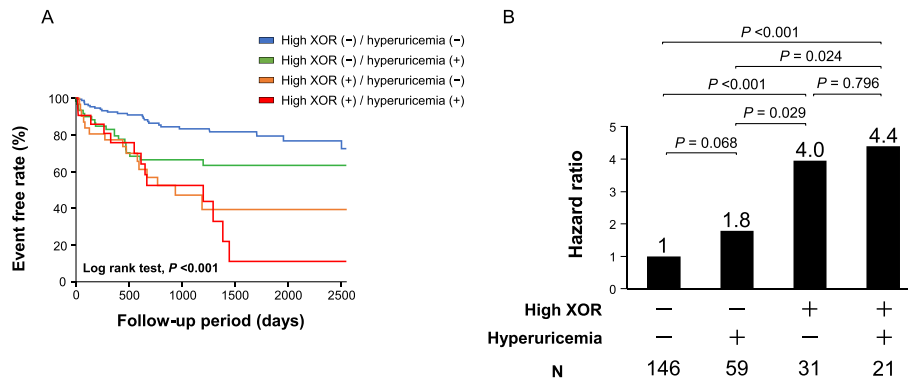 A
High XOR (−) / hyperuricemia (−)
High XOR (−) / hyperuricemia (+)
High XOR (+) / hyperuricemia (−)
High XOR (+) / hyperuricemia (+)
Event free rate (%)
100
80
60
40
20
0
Log rank test, P <0.001
0 500 1000 1500 2000 2500
Follow-up period (days)
B
P <0.001
P = 0.024
P <0.001 P = 0.796
P = 0.029
P = 0.068
Hazard ratio
5
4
3
2
1
0
1 1.8 4.0 4.4
High XOR − − + +
Hyperuricemia − + − +
N 146 59 31 21